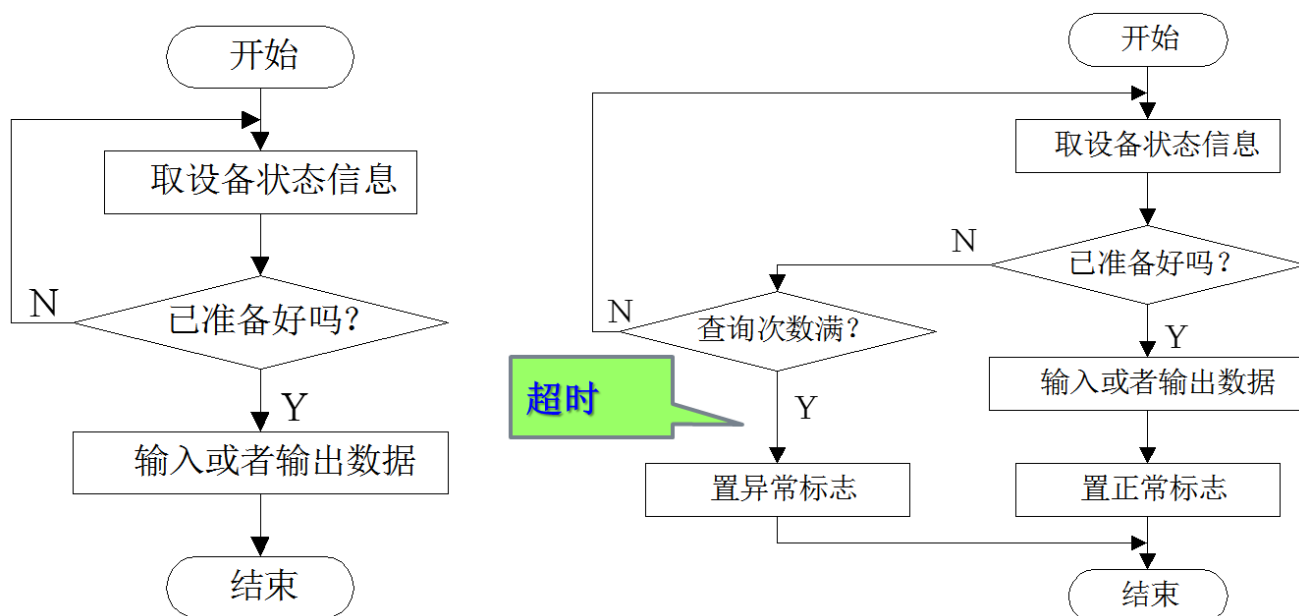 开始
取设备状态信息
N
已准备好吗?
Y
输入或者输出数据
结束
开始
取设备状态信息
N
已准备好吗?
N
查询次数满?
Y
输入或者输出数据
超时
Y
置异常标志
置正常标志
结束